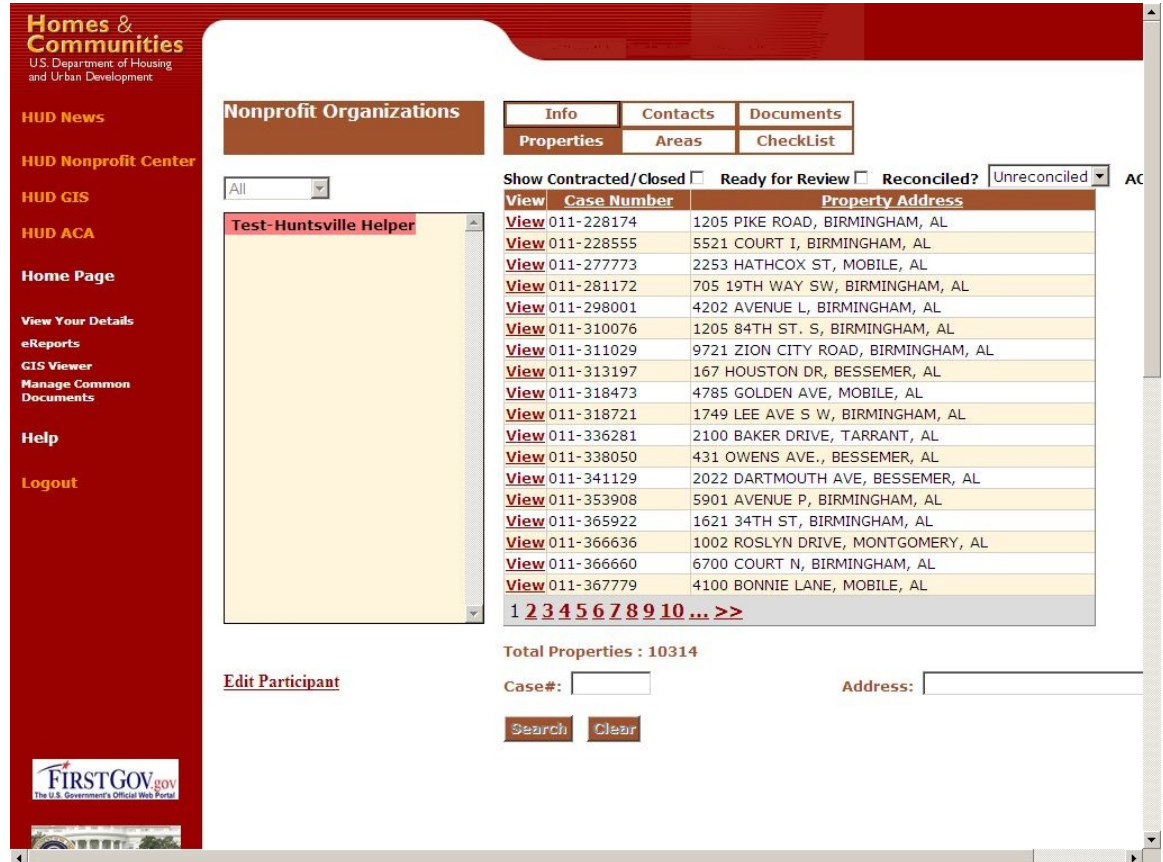 Homes &
Communities
U.S. Department of Housing
and Urban Development
HUD News
HUD Nonprofit Center
HUD GIS
HUD ACA
Home Page
View Your Details
eReports
GIS Viewer
Manage Common
Documents
Help
Logout
FIRSTGOV.gov
The U.S. Government's Official Web Portal
Nonprofit Organizations
All
Test-Huntsville Helper
Edit Participant
Info Contacts Documents
Properties Areas CheckList
Show Contracted/Closed Ready for Review Reconciled? Unreconciled AC
View Case Number Property Address
View 011-228174 1205 PIKE ROAD, BIRMINGHAM, AL
View 011-228555 5521 COURT I, BIRMINGHAM, AL
View 011-277773 2253 HATHCOX ST, MOBILE, AL
View 011-281172 705 19TH WAY SW, BIRMINGHAM, AL
View 011-298001 4202 AVENUE L, BIRMINGHAM, AL
View 011-310076 1205 84TH ST. S, BIRMINGHAM, AL
View 011-311029 9721 ZION CITY ROAD, BIRMINGHAM, AL
View 011-313197 167 HOUSTON DR, BESSEMER, AL
View 011-318473 4785 GOLDEN AVE, MOBILE, AL
View 011-318721 1749 LEE AVE S W, BIRMINGHAM, AL
View 011-336281 2100 BAKER DRIVE, TARRANT, AL
View 011-338050 431 OWENS AVE., BESSEMER, AL
View 011-341129 2022 DARTMOUTH AVE, BESSEMER, AL
View 011-353908 5901 AVENUE P, BIRMINGHAM, AL
View 011-365922 1621 34TH ST, BIRMINGHAM, AL
View 011-366636 1002 ROSLYN DRIVE, MONTGOMERY, AL
View 011-366660 6700 COURT N, BIRMINGHAM, AL
View 011-367779 4100 BONNIE LANE, MOBILE, AL
1 2 3 4 5 6 7 8 9 10 ... >>
Total Properties : 10314
Case#: Address:
Search Clear